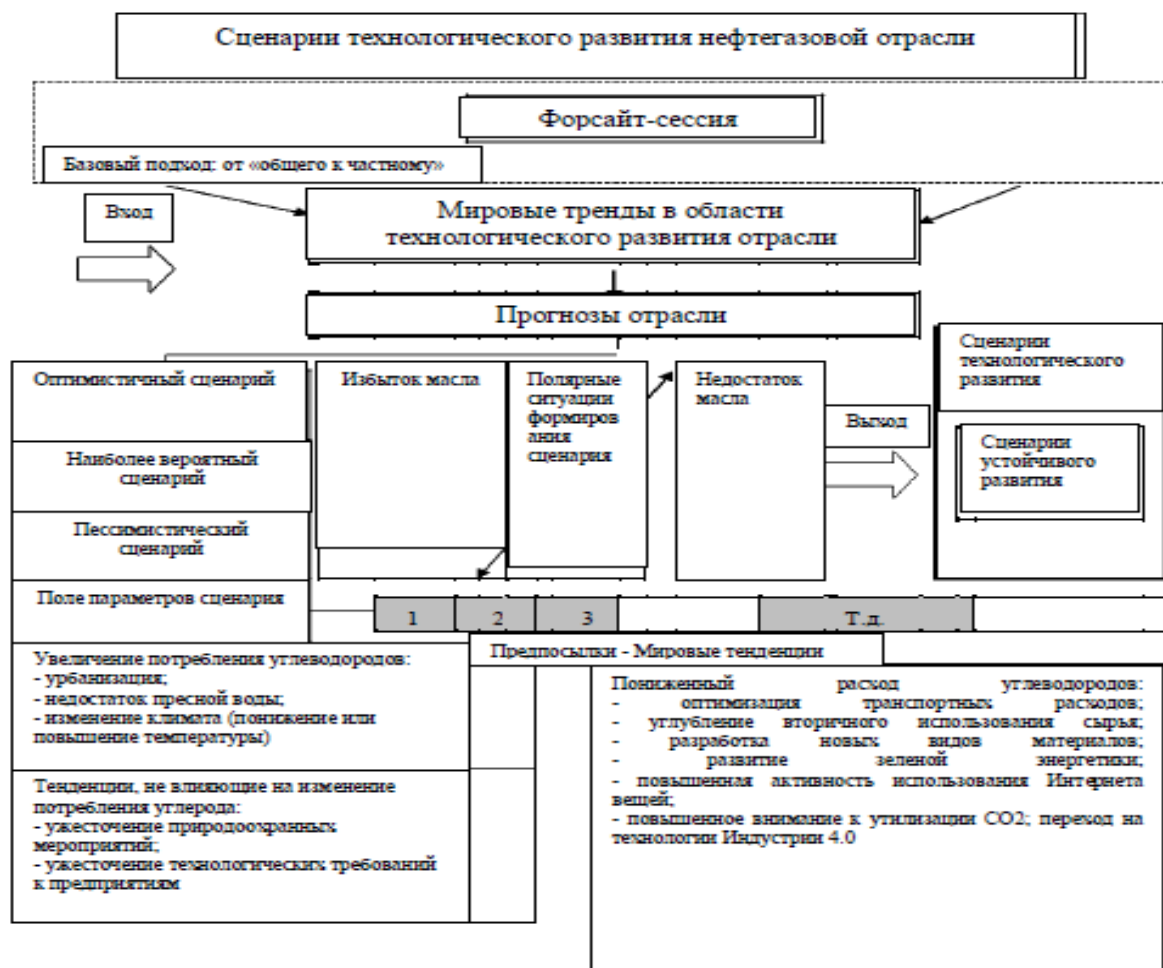 Сценарии технологического развития нефтегазовой отрасли
Форсайт-сессия
Базовый подход: от «общего к частному»
Вход
Мировые тренды в области
технологического развития отрасли
Прогнозы отрасли
Оптимистичный сценарий
Наиболее вероятный
сценарий
Пессимистический
сценарий
Поле параметров сценария
Избыток масла
Полярные
ситуации
формиров
ания
сценария
Недостаток
масла
Выход
Сценарии
технологического
развития
Сценарии
устойчивого
развития
1
2
3
Т.д.
Предпосылки - Мировые тенденции
Увеличение потребления углеводородов:
- урбанизация;
- недостаток пресной воды;
- изменение климата (понижение или
повышение температуры)
Тенденции, не влияющие на изменение
потребления углерода:
- ужесточение природоохранных
мероприятий;
- ужесточение технологических требований
к предприятиям
Пониженный расход углеводородов:
- оптимизация транспортных расходов;
- углубление вторичного использования сырья;
- разработка новых видов материалов;
- развитие зеленой энергетики;
- повышенная активность использования Интернета
вещей;
- повышенное внимание к утилизации СО2; переход на
технологии Индустрии 4.0